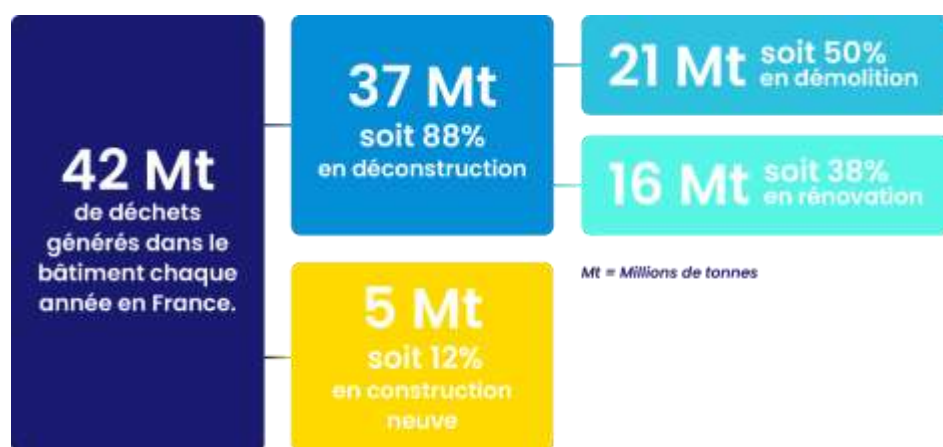 42 Mt
de déchets
générés dans le
bâtiment chaque
année en France.
37 Mt
soit 88%
en déconstruction
21 Mt soit 50%
en démolition
16 Mt soit 38%
en rénovation
Mt = Millions de tonnes
5 Mt
soit 12%
en construction
neuve